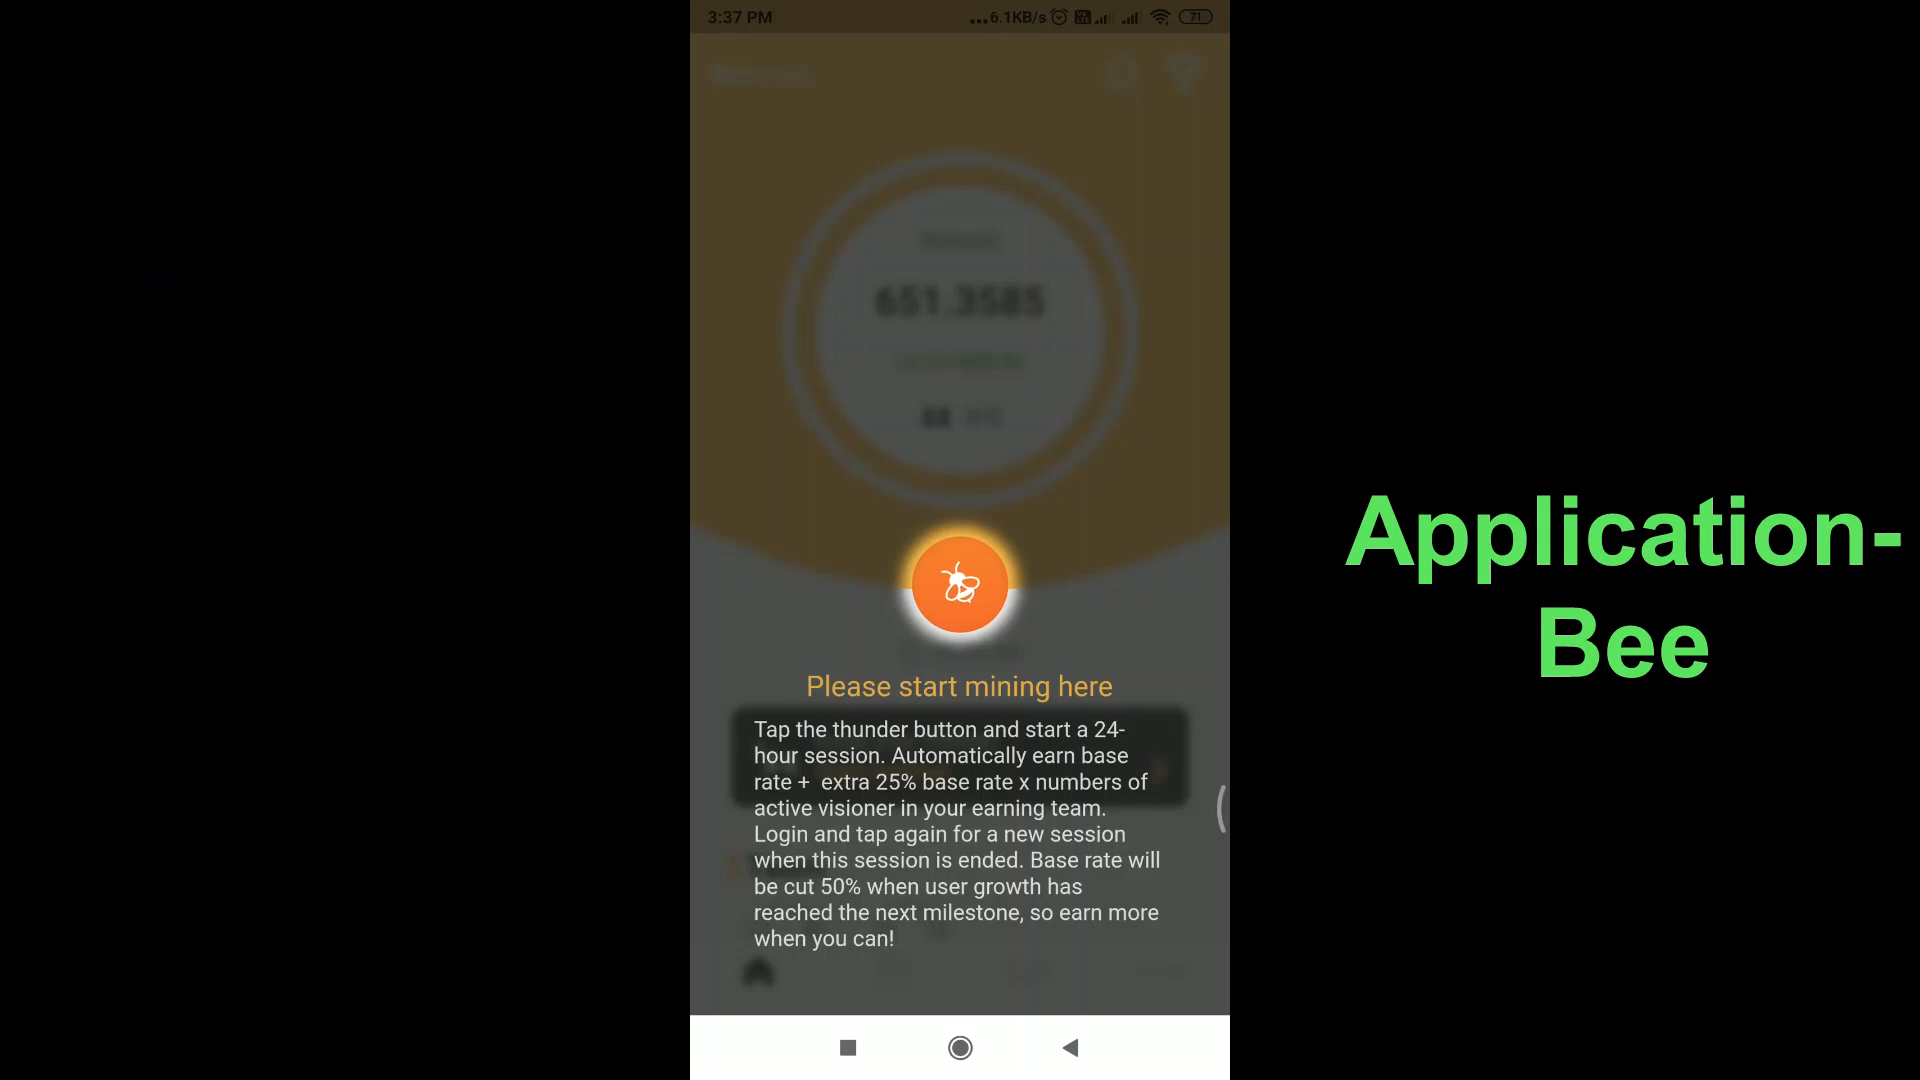 3:37 PM
...6.1KB/s
71
651.3585
Please start mining here
Tap the thunder button and start a 24-
hour session. Automatically earn base
rate + extra 25% base rate x numbers of
active visioner in your earning team.
Login and tap again for a new session
when this session is ended. Base rate will
be cut 50% when user growth has
reached the next milestone, so earn more
when you can!
Application-
Bee